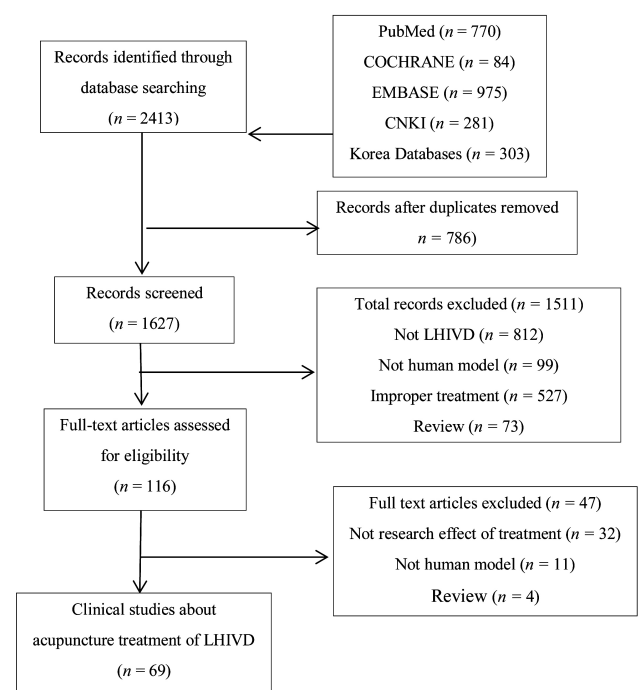 Records identified through
database searching
(n = 2413)
PubMed (n = 770)
COCHRANE (n = 84)
EMBASE (n = 975)
CNKI (n = 281)
Korea Databases (n = 303)
Records after duplicates removed
n = 786)
Records screened
(n = 1627)
Total records excluded (n = 1511)
Not LHIVD (n = 812)
Not human model (n = 99)
Improper treatment (n = 527)
Review (n = 73)
Full-text articles assessed
for eligibility
(n = 116)
Full text articles excluded (n = 47)
Not research effect of treatment (n = 32)
Not human model (n = 11)
Review (n = 4)
Clinical studies about
acupuncture treatment of LHIVD
(n = 69)